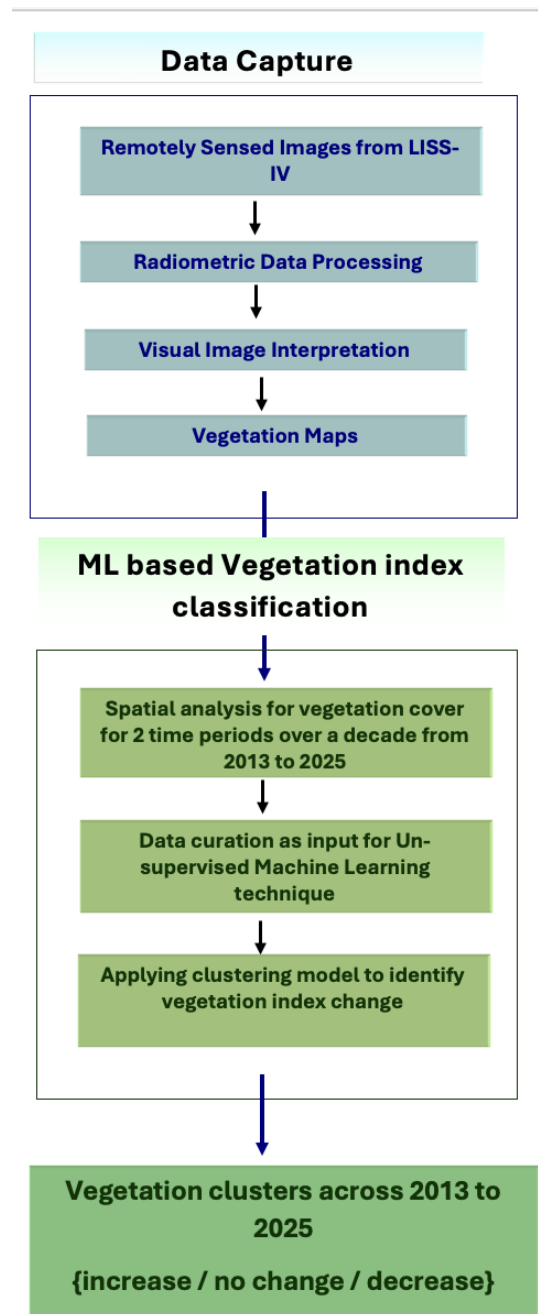 Data Capture
Remotely Sensed Images from LISS-
IV
Radiometric Data Processing
Visual Image Interpretation
Vegetation Maps
ML based Vegetation index
classification
Spatial analysis for vegetation cover
for 2 time periods over a decade from
2013 to 2025
Data curation as input for Un-
supervised Machine Learning
technique
Applying clustering model to identify
vegetation index change
Vegetation clusters across 2013 to
2025
{increase / no change / decrease}